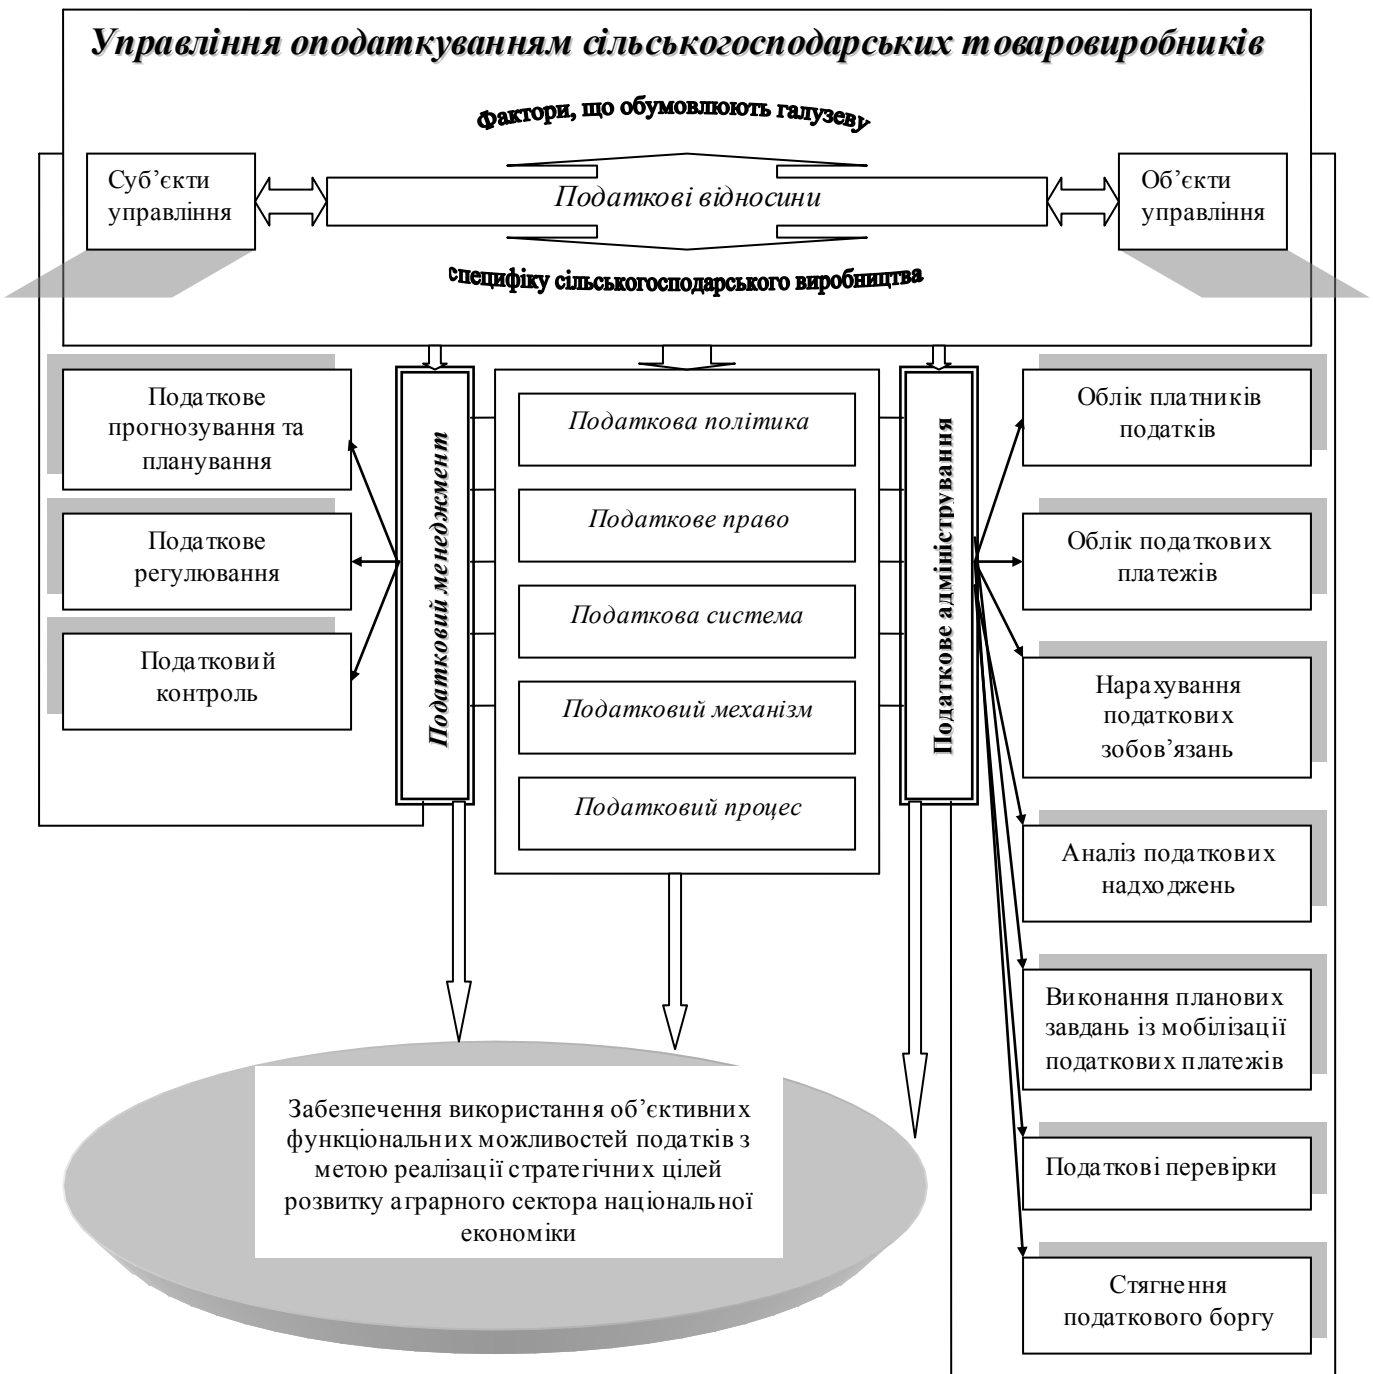 Управління оподаткуванням сільськогосподарських товаровиробників
Фактори, що обумовлюють галузеву
Суб’єкти
управління
Податкові відносини
Об’єкти
управління
специфіку сільськогосподарського виробництва
Податкове
прогнозування та
планування
Податкове
регулювання
Податковий
контроль
Податковий менеджмент
Податкова політика
Податкове право
Податкова система
Податковий механізм
Податковий процес
Податкове адміністрування
Облік платників
податків
Облік податкових
платежів
Нарахування
податкових
зобов’язань
Аналіз податкових
надходжень
Виконання планових
завдань із мобілізації
податкових платежів
Податкові перевірки
Стягнення
податкового боргу
Забезпечення використання об’єктивних
функціональних можливостей податків з
метою реалізації стратегічних цілей
розвитку аграрного сектора національної
економіки